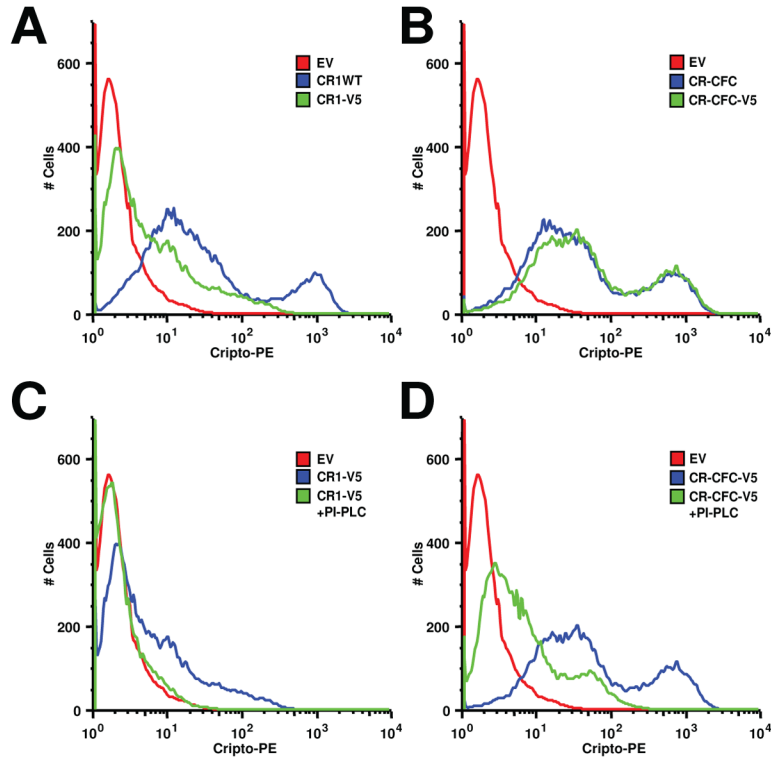 A
EV
CR1WT
CR1-V5
# Cells
600
400
200
0
10^0 10^1 10^2 10^3 10^4
Cripto-PE
B
EV
CR-CFC
CR-CFC-V5
# Cells
600
400
200
0
10^0 10^1 10^2 10^3 10^4
Cripto-PE
C
EV
CR1-V5
CR1-V5
+PI-PLC
# Cells
600
400
200
0
10^0 10^1 10^2 10^3 10^4
Cripto-PE
D
EV
CR-CFC-V5
CR-CFC-V5
+PI-PLC
# Cells
600
400
200
0
10^0 10^1 10^2 10^3 10^4
Cripto-PE